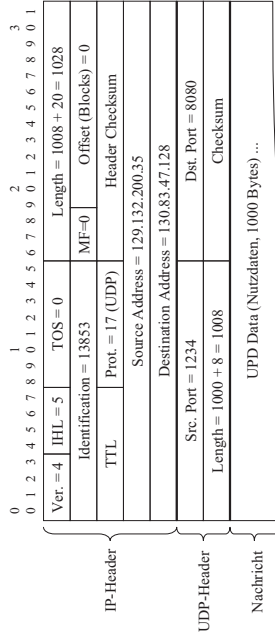 0 1 2 3
0 1 2 3 4 5 6 7 8 9 0 1 2 3 4 5 6 7 8 9 0 1 2 3 4 5 6 7 8 9 0 1
IP-Header
Ver. = 4 IHL = 5 TOS = 0 Length = 1008 + 20 = 1028
Identification = 13853 MF=0 Offset (Blocks) = 0
TTL Prot. = 17 (UDP) Header Checksum
Source Address = 129.132.200.35
Destination Address = 130.83.47.128
UDP-Header
Src. Port = 1234 Dst. Port = 8080
Length = 1000 + 8 = 1008 Checksum
Nachricht
UPD Data (Nutzdaten, 1000 Bytes) ...